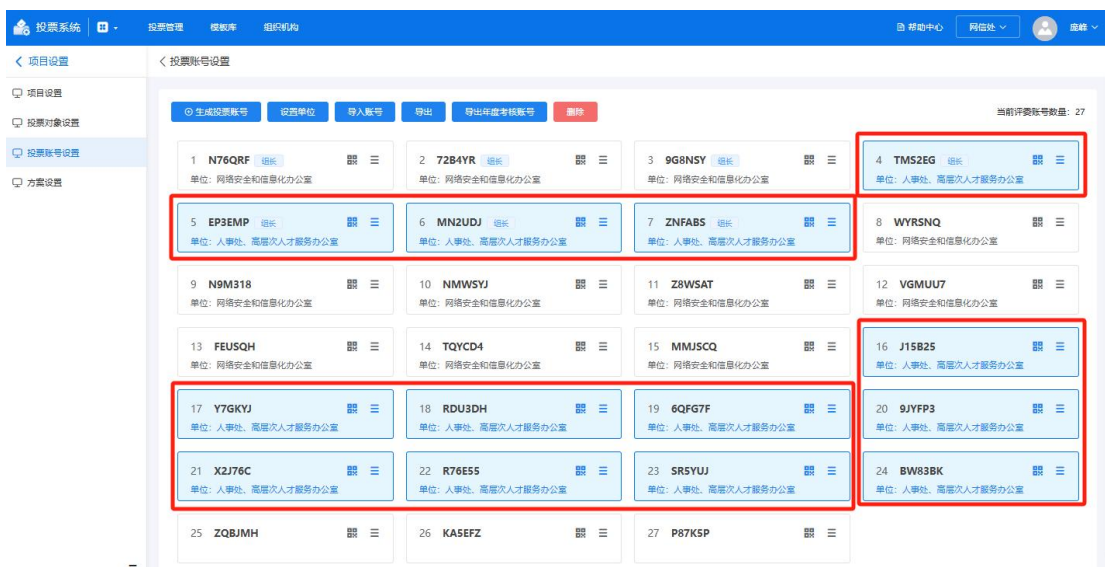 投票系统 投票管理 模板库 组织机构 帮助中心 网信处 庞峰
项目设置 投票账号设置
项目设置
投票对象设置
投票账号设置
方案设置
生成投票账号 设置单位 导入账号 导出 导出年度考核账号 删除 当前评委账号数量：27
1 N76QRF 组长 2 72B4YR 组长 3 9G8NSY 组长 4 TMS2EG 组长
单位：网络安全和信息化办公室 单位：网络安全和信息化办公室 单位：网络安全和信息化办公室 单位：人事处、高层次人才服务办公室
5 EP3EMP 组长 6 MN2UDJ 组长 7 ZNFABS 组长 8 WYRSNQ
单位：人事处、高层次人才服务办公室 单位：人事处、高层次人才服务办公室 单位：人事处、高层次人才服务办公室 单位：网络安全和信息化办公室
9 N9M318 10 NMWSYJ 11 Z8WSAT 12 VGMUU7
单位：网络安全和信息化办公室 单位：网络安全和信息化办公室 单位：网络安全和信息化办公室 单位：网络安全和信息化办公室
13 FEUSQH 14 TQYCD4 15 MMJSCQ 16 J15B25
单位：网络安全和信息化办公室 单位：网络安全和信息化办公室 单位：网络安全和信息化办公室 单位：人事处、高层次人才服务办公室
17 Y7GKYJ 18 RDU3DH 19 6QFG7F 20 9JYFP3
单位：人事处、高层次人才服务办公室 单位：人事处、高层次人才服务办公室 单位：人事处、高层次人才服务办公室 单位：人事处、高层次人才服务办公室
21 X2J76C 22 R76E55 23 SR5YUJ 24 BW83BK
单位：人事处、高层次人才服务办公室 单位：人事处、高层次人才服务办公室 单位：人事处、高层次人才服务办公室 单位：人事处、高层次人才服务办公室
25 ZQBJMH 26 KA5EFZ 27 P87K5P